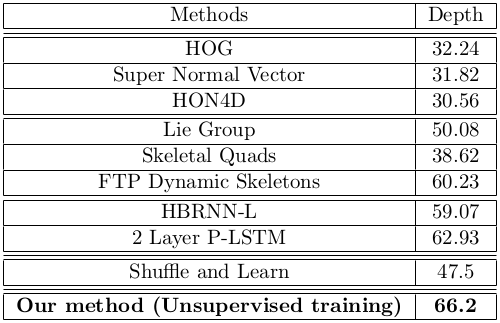 Methods Depth
HOG 32.24
Super Normal Vector 31.82
HON4D 30.56
Lie Group 50.08
Skeletal Quads 38.62
FTP Dynamic Skeletons 60.23
HBRNN-L 59.07
2 Layer P-LSTM 62.93
Shuffle and Learn 47.5
Our method (Unsupervised training) 66.2